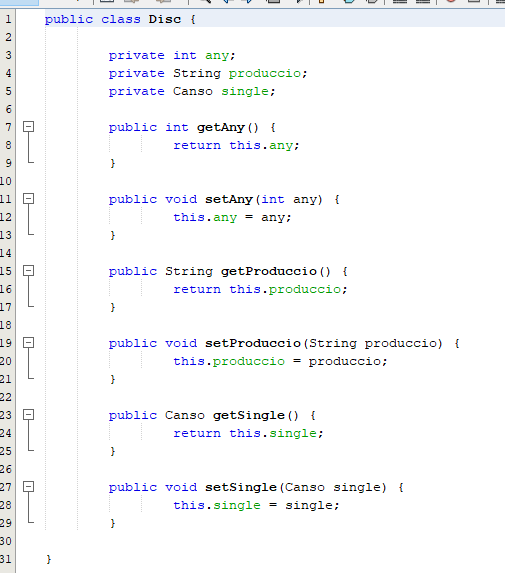 1 public class Disc {
2
3 private int any;
4 private String produccio;
5 private Canso single;
6
7 public int getAny() {
8 return this.any;
9 }
10
11 public void setAny(int any) {
12 this.any = any;
13 }
14
15 public String getProduccio() {
16 return this.produccio;
17 }
18
19 public void setProduccio(String produccio) {
20 this.produccio = produccio;
21 }
22
23 public Canso getSingle() {
24 return this.single;
25 }
26
27 public void setSingle(Canso single) {
28 this.single = single;
29 }
30
31 }